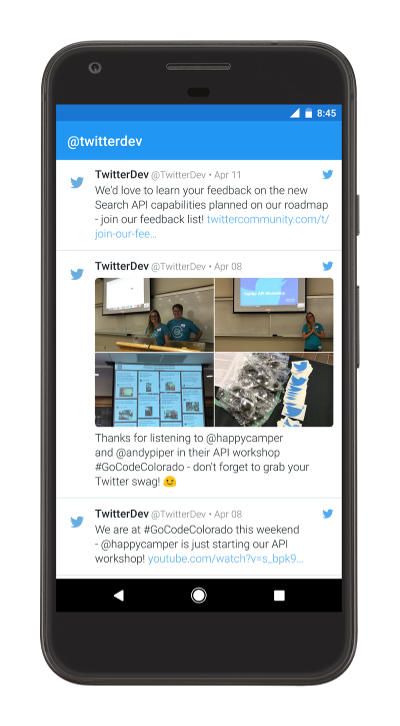 8:45
@twitterdev
TwitterDev @TwitterDev • Apr 11
We'd love to learn your feedback on the new
Search API capabilities planned on our roadmap
- join our feedback list! twittercommunity.com/t/
join-our-fee...
TwitterDev @TwitterDev • Apr 08
Thanks for listening to @happycamper
and @andypiper in their API workshop
#GoCodeColorado - don't forget to grab your
Twitter swag! 😉
TwitterDev @TwitterDev • Apr 08
We are at #GoCodeColorado this weekend
- @happycamper is just starting our API
workshop! youtube.com/watch?v=s_bpk9...